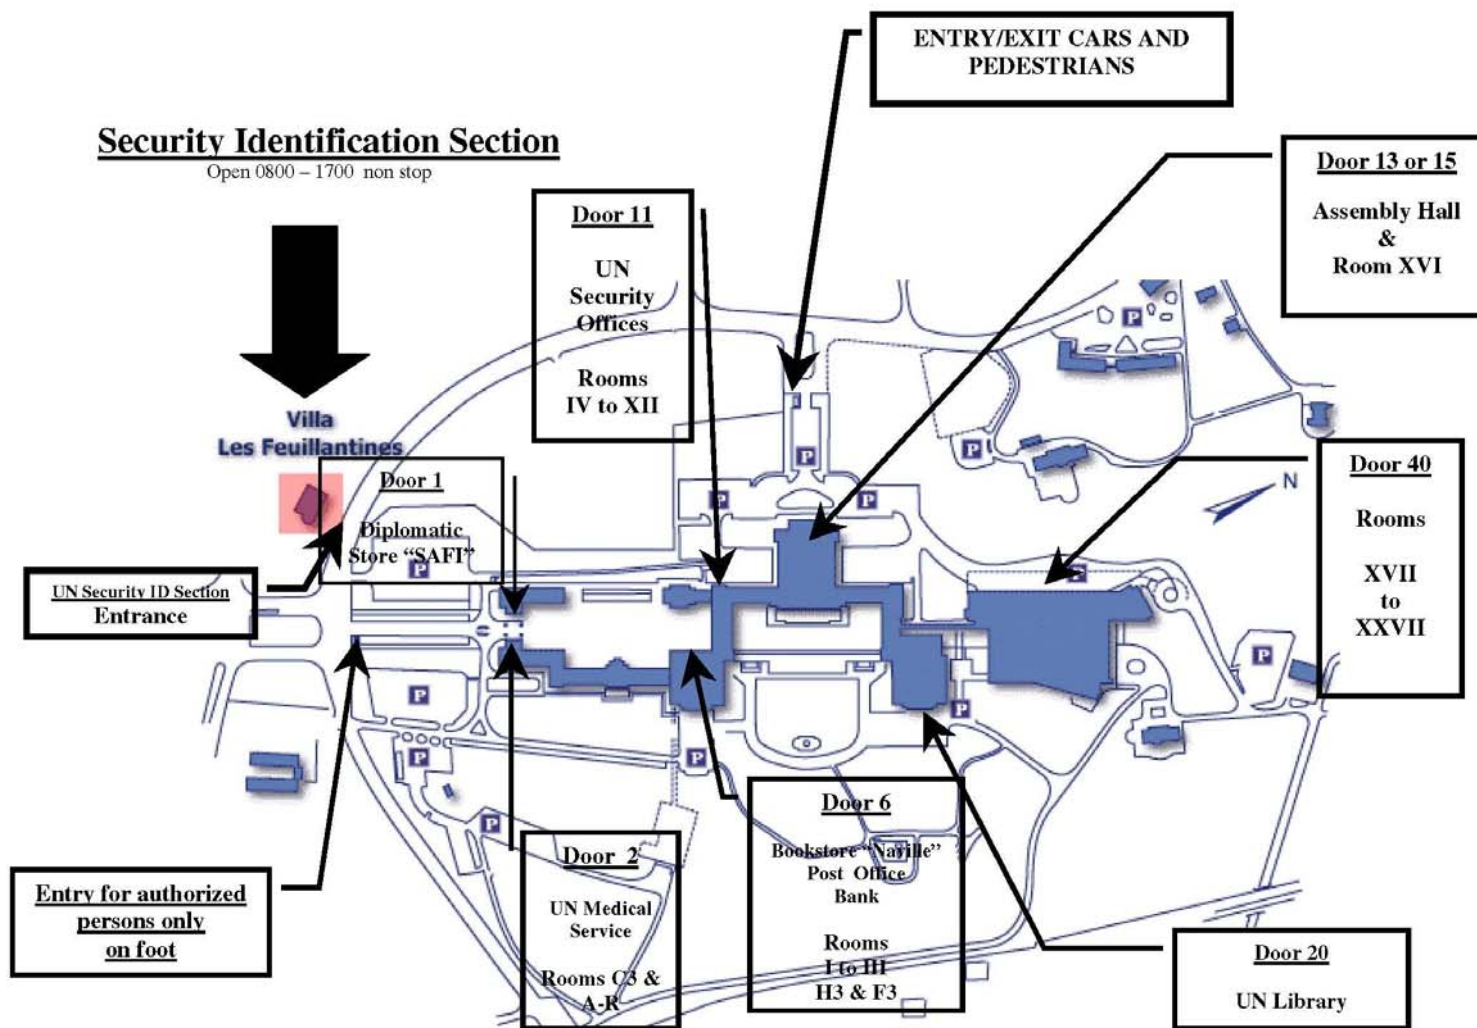 ENTRY/EXIT CARS AND
PEDESTRIANS
Security Identification Section
Open 0800 – 1700 non stop
Door 13 or 15
Assembly Hall
&
Room XVI
Door 11
UN
Security
Offices
Rooms
IV to XII
P
Villa
Les Feuillantines
P
P
Door 40
Rooms
XVII
to
XXVII
Door 1
Diplomatic
Store “SAFI”
P
P
N
P
P
UN Security ID Section
Entrance
P
P
P
P
P
P
Door 6
Bookstore “Naville”
Post Office
Bank
Rooms
I to III
H3 & F3
Door 2
UN Medical
Service
Rooms C3 &
A-R
Entry for authorized
persons only
on foot
Door 20
UN Library